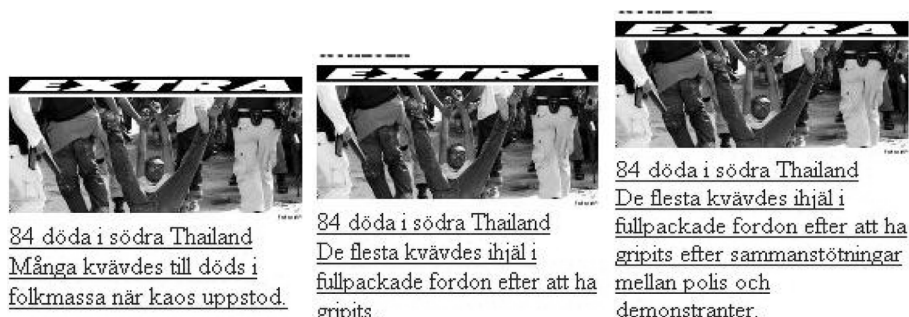 EXTRA
84 döda i södra Thailand
Många kvävdes till döds i
folkmassa när kaos uppstod.
EXTRA
84 döda i södra Thailand
De flesta kvävdes ihjäl i
fullpackade fordon efter att ha
gripits
EXTRA
84 döda i södra Thailand
De flesta kvävdes ihjäl i
fullpackade fordon efter att ha
gripits efter sammanstötningar
mellan polis och
demonstranter.